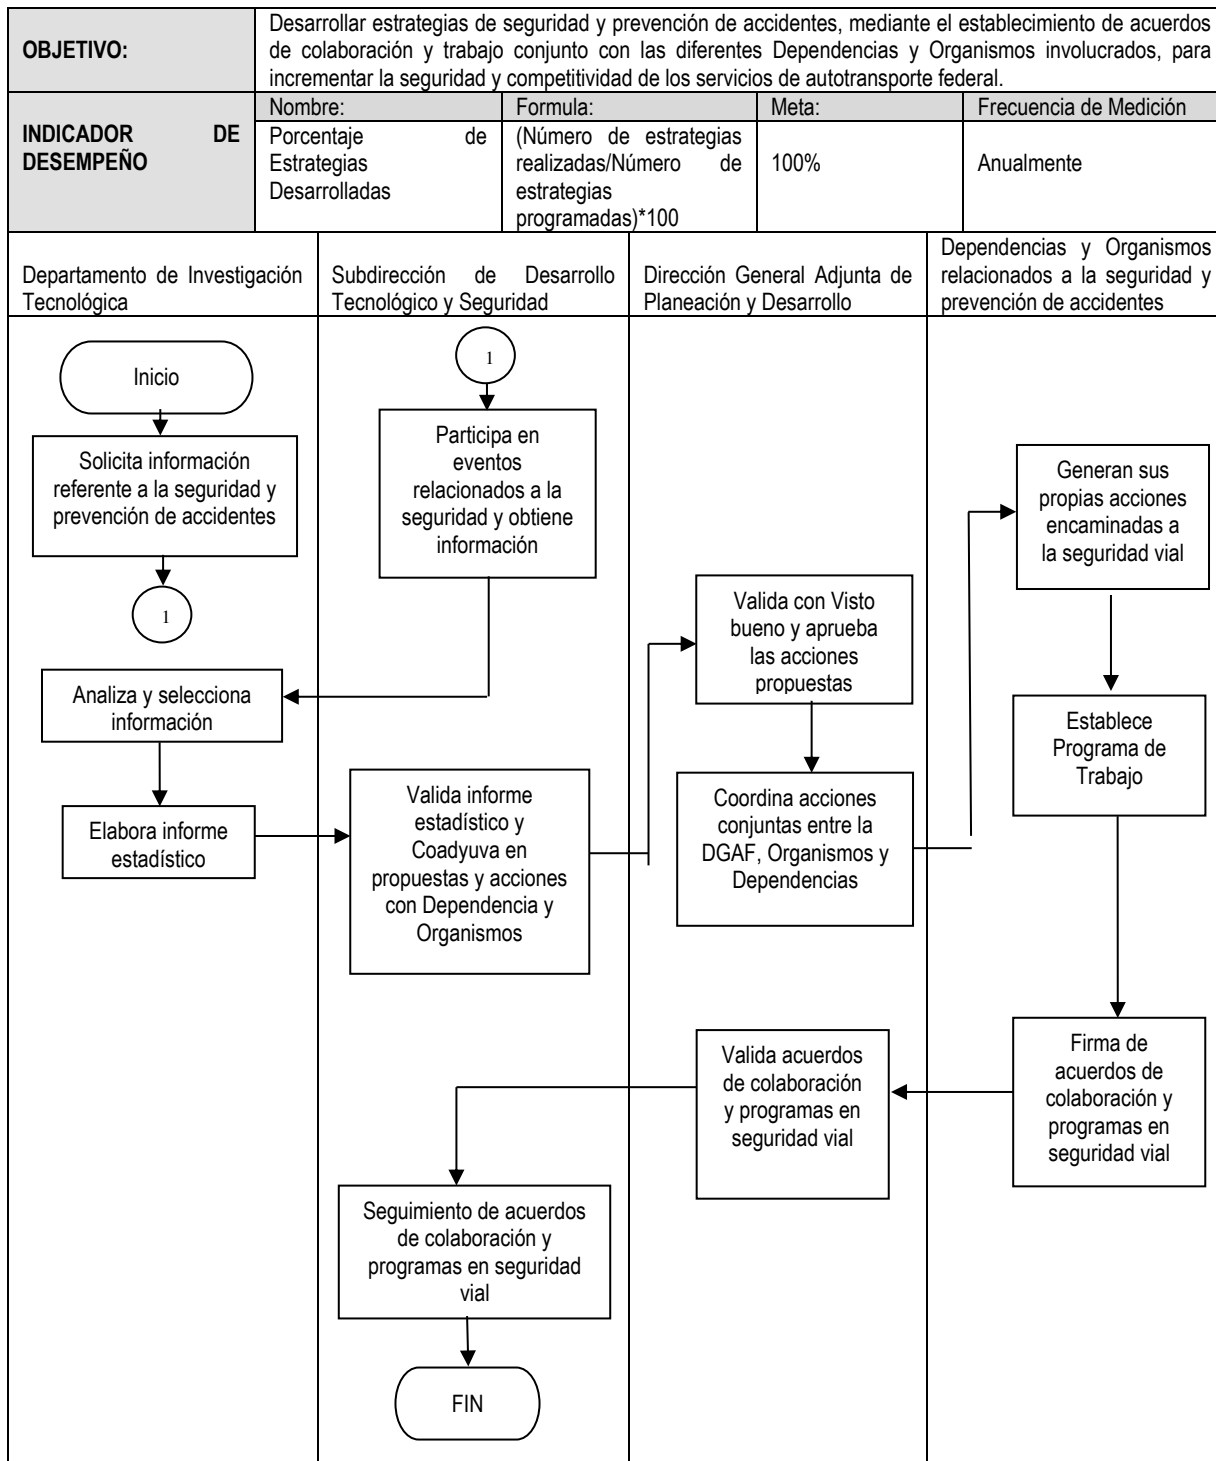 OBJETIVO:
Desarrollar estrategias de seguridad y prevención de accidentes, mediante el establecimiento de acuerdos
de colaboración y trabajo conjunto con las diferentes Dependencias y Organismos involucrados, para
incrementar la seguridad y competitividad de los servicios de autotransporte federal.
INDICADOR DE
DESEMPEÑO
Nombre:
Porcentaje de
Estrategias
Desarrolladas
Formula:
(Número de estrategias
realizadas/Número de
estrategias
programadas)*100
Meta:
100%
Frecuencia de Medición
Anualmente
Departamento de Investigación
Tecnológica
Subdirección de Desarrollo
Tecnológico y Seguridad
Dirección General Adjunta de
Planeación y Desarrollo
Dependencias y Organismos
relacionados a la seguridad y
prevención de accidentes
Inicio
Solicita información
referente a la seguridad y
prevención de accidentes
1
1
Participa en
eventos
relacionados a la
seguridad y obtiene
información
Analiza y selecciona
información
Elabora informe
estadístico
Valida informe
estadístico y
Coadyuva en
propuestas y acciones
con Dependencia y
Organismos
Valida con Visto
bueno y aprueba
las acciones
propuestas
Coordina acciones
conjuntas entre la
DGAF, Organismos y
Dependencias
Generan sus
propias acciones
encaminadas a
la seguridad vial
Establece
Programa de
Trabajo
Firma de
acuerdos de
colaboración y
programas en
seguridad vial
Valida acuerdos
de colaboración
y programas en
seguridad vial
Seguimiento de acuerdos
de colaboración y
programas en seguridad
vial
FIN